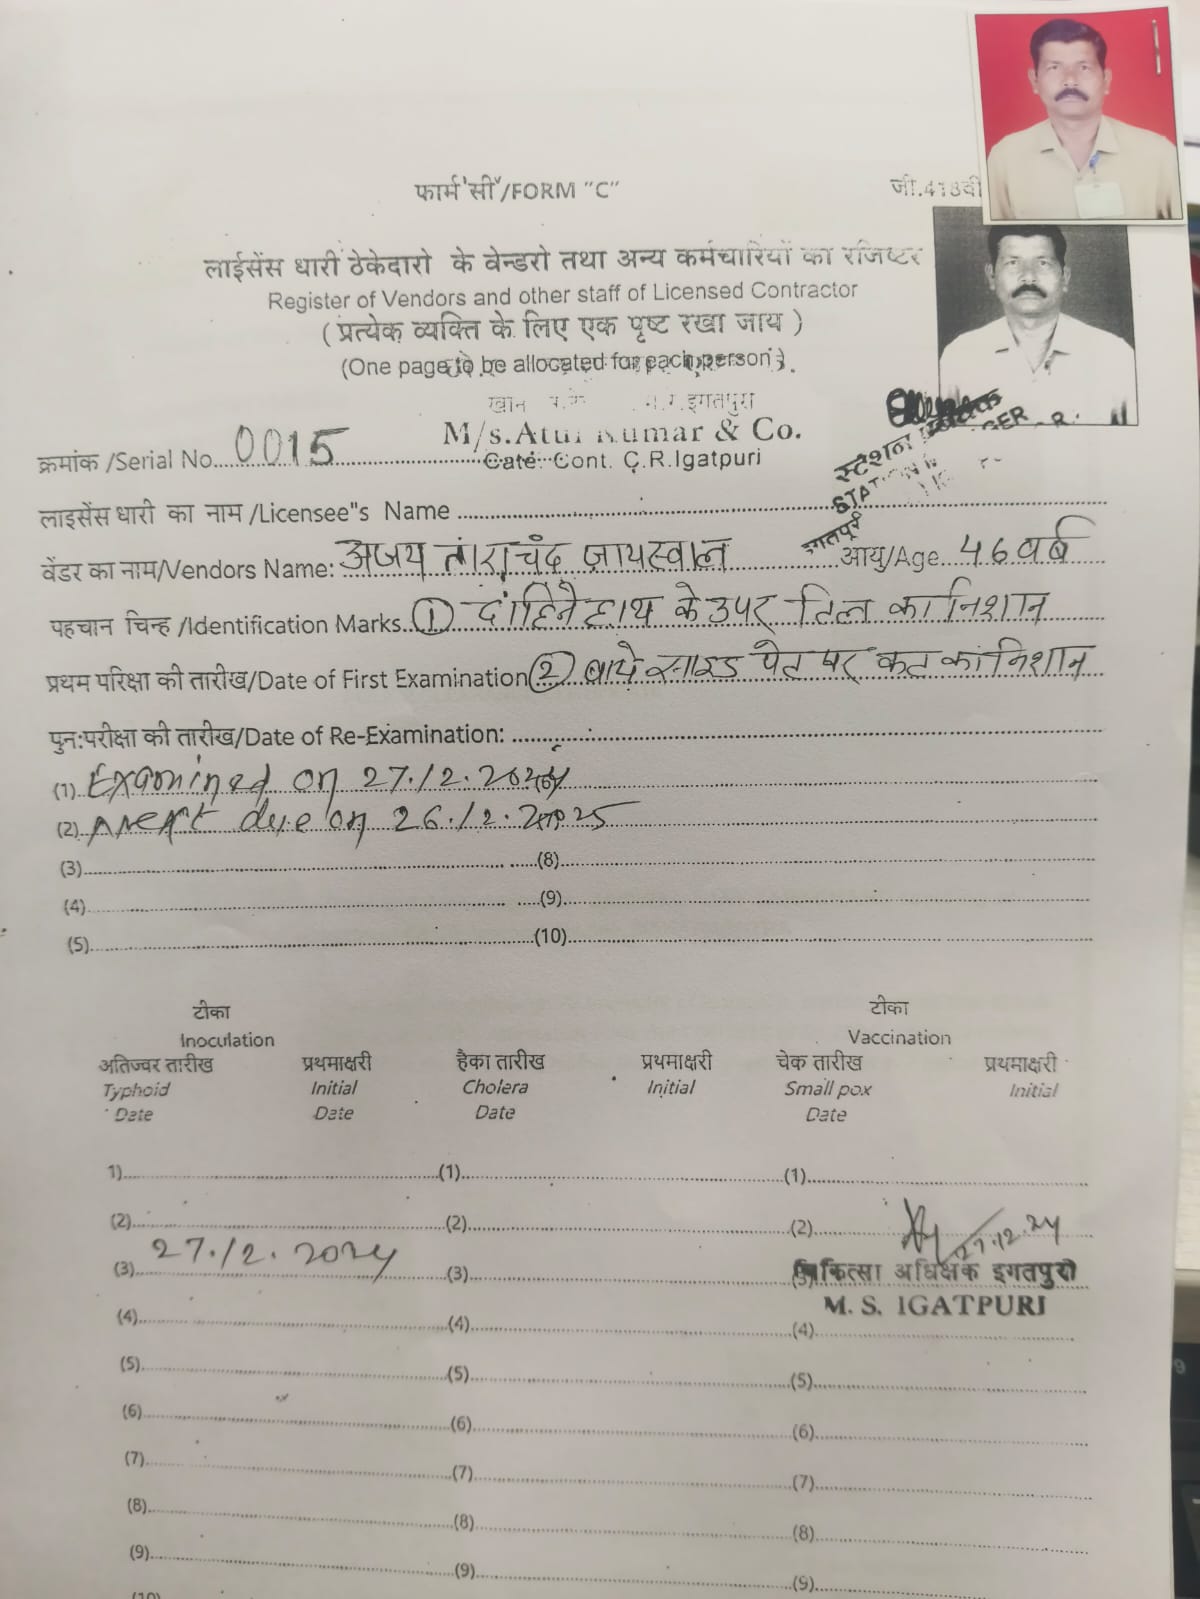 फार्म 'सी'/FORM "C"
जी.418बी
लाईसेंस धारी ठेकेदारो के वेन्डरो तथा अन्य कर्मचारियों का रजिष्टर
Register of Vendors and other staff of Licensed Contractor
( प्रत्येक व्यक्ति के लिए एक पृष्ट रखा जाय )
(One page to be allocated for each person ).
खान म.रे.इगतपुरी
M/s.Atul Kumar & Co.
क्रमांक /Serial No. 0015 Cate. Cont. C.R.Igatpuri
स्टेशन प्रबंधक
STATION MANAGER
इगतपुरी
लाइसेंस धारी का नाम /Licensee"s Name
वेंडर का नाम/Vendors Name: अजय ताराचंद जायस्वाल आयु/Age 46 वर्ष
पहचान चिन्ह /Identification Marks (1) दाहिने हाथ के उपर तिल का निशान
प्रथम परिक्षा की तारीख/Date of First Examination (2) बाये साइड पेट पर कट का निशान
पुन:परीक्षा की तारीख/Date of Re-Examination:
(1) Examined on 27.12.2024
(2) Next due on 26.12.2025
(3) (8)
(4) (9)
(5) (10)
टीका टीका
Inoculation Vaccination
अतिज्वर तारीख प्रथमाक्षरी हैका तारीख प्रथमाक्षरी चेक तारीख प्रथमाक्षरी
Typhoid Initial Cholera Initial Small pox Initial
Date Date Date Date
1) (1) (1)
(2) (2) (2) 27.12.24
(3) 27.12.2024 (3) (3) चिकित्सा अधिक्षक इगतपुरी
M. S. IGATPURI
(4) (4) (4)
(5) (5) (5)
(6) (6) (6)
(7) (7) (7)
(8) (8) (8)
(9) (9) (9)
(10)